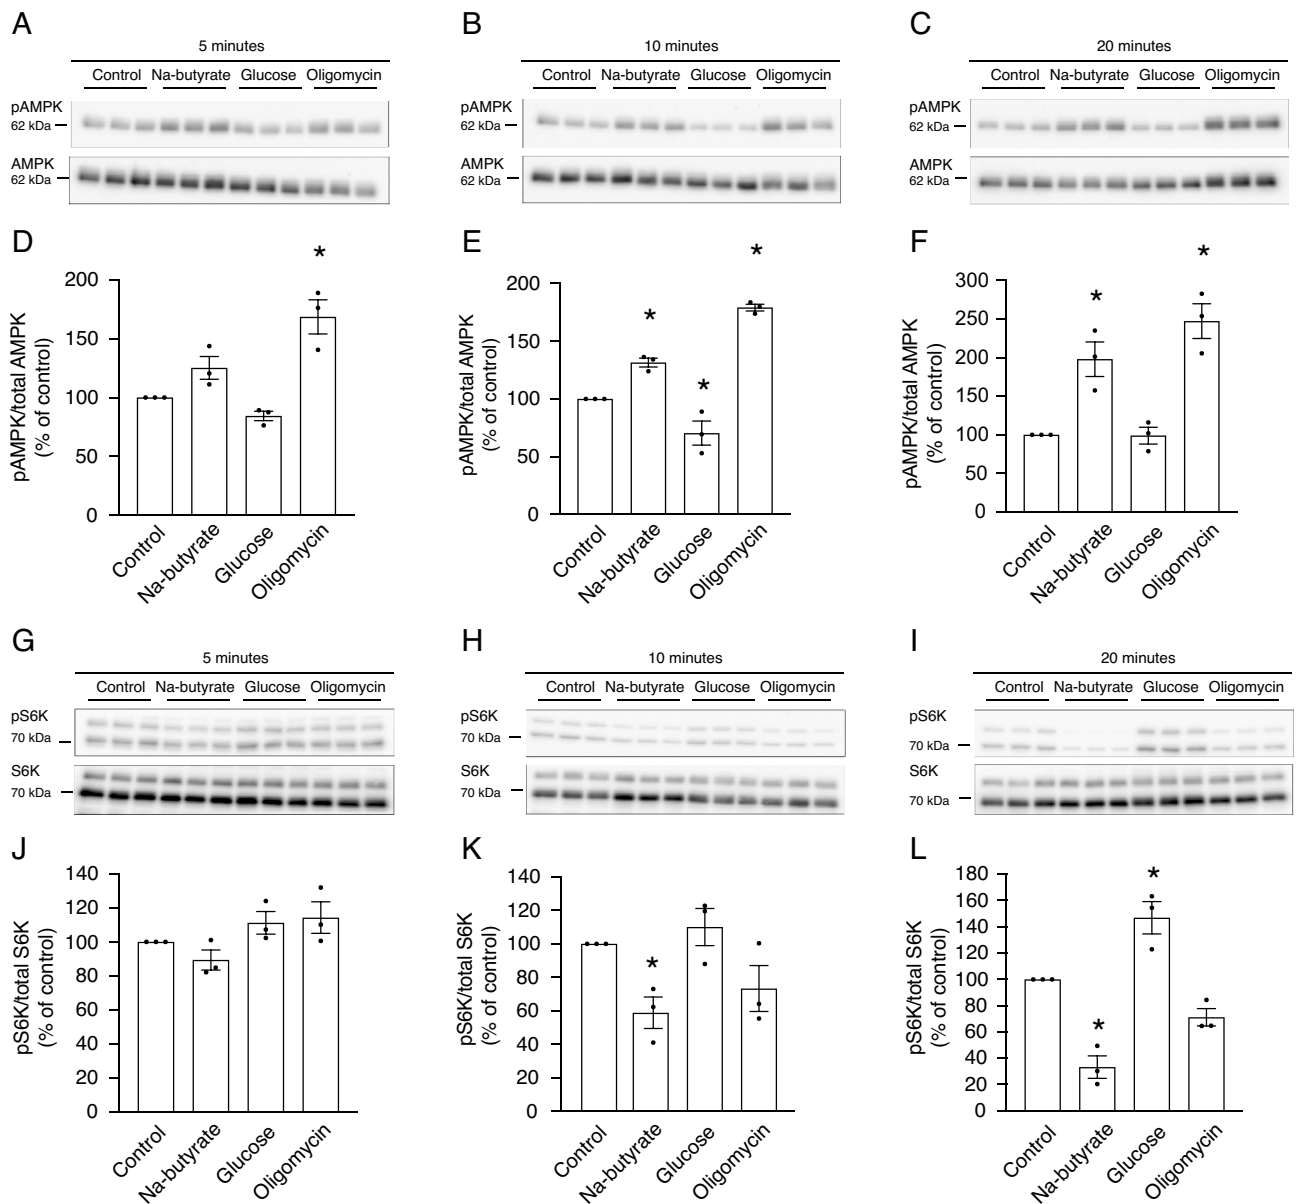 A
5 minutes
Control Na-butyrate Glucose Oligomycin
pAMPK
62 kDa
AMPK
62 kDa
B
10 minutes
Control Na-butyrate Glucose Oligomycin
pAMPK
62 kDa
AMPK
62 kDa
C
20 minutes
Control Na-butyrate Glucose Oligomycin
pAMPK
62 kDa
AMPK
62 kDa
D
pAMPK/total AMPK
(% of control)
200
150
100
50
0
*
Control
Na-butyrate
Glucose
Oligomycin
E
pAMPK/total AMPK
(% of control)
200
150
100
50
0
*
*
*
Control
Na-butyrate
Glucose
Oligomycin
F
pAMPK/total AMPK
(% of control)
300
250
200
150
100
50
0
*
*
Control
Na-butyrate
Glucose
Oligomycin
G
5 minutes
Control Na-butyrate Glucose Oligomycin
pS6K
70 kDa
S6K
70 kDa
H
10 minutes
Control Na-butyrate Glucose Oligomycin
pS6K
70 kDa
S6K
70 kDa
I
20 minutes
Control Na-butyrate Glucose Oligomycin
pS6K
70 kDa
S6K
70 kDa
J
pS6K/total S6K
(% of control)
140
120
100
80
60
40
20
0
Control
Na-butyrate
Glucose
Oligomycin
K
pS6K/total S6K
(% of control)
140
120
100
80
60
40
20
0
*
Control
Na-butyrate
Glucose
Oligomycin
L
pS6K/total S6K
(% of control)
180
160
140
120
100
80
60
40
20
0
*
*
Control
Na-butyrate
Glucose
Oligomycin